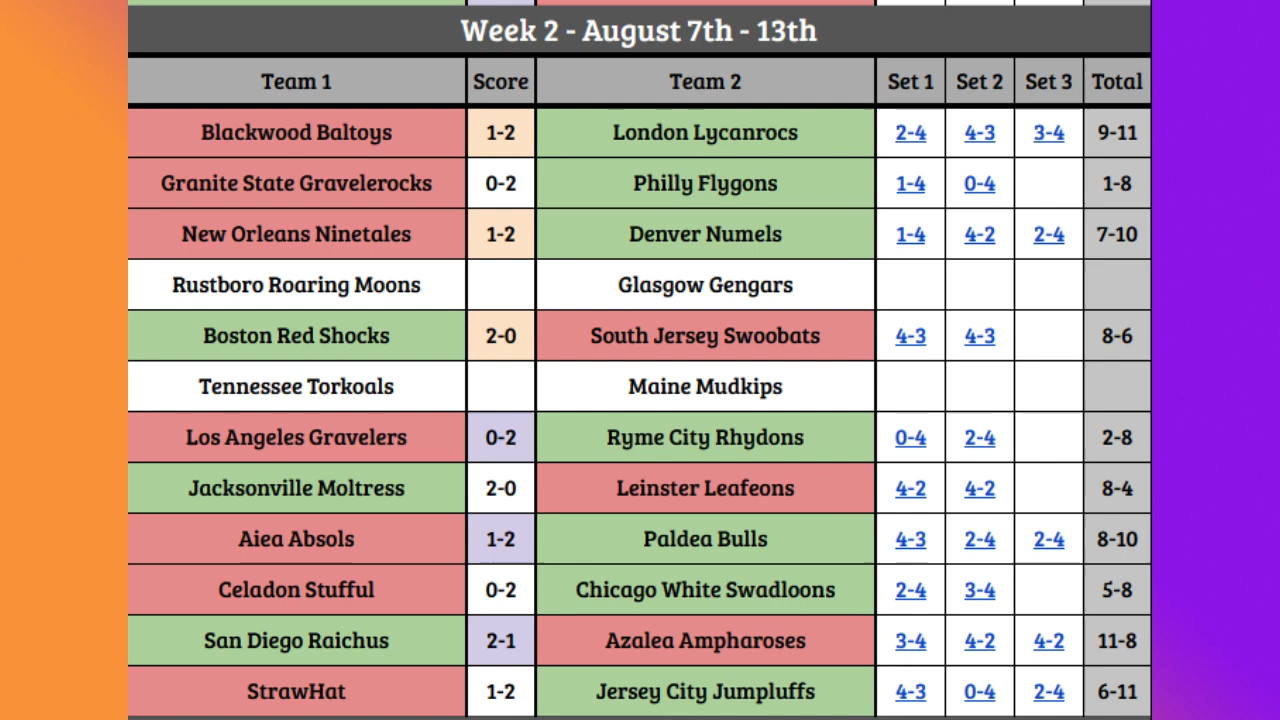 Week 2 - August 7th - 13th
Team 1 Score Team 2 Set 1 Set 2 Set 3 Total
Blackwood Baltoys 1-2 London Lycanrocs 2-4 4-3 3-4 9-11
Granite State Gravelerocks 0-2 Philly Flygons 1-4 0-4 1-8
New Orleans Ninetales 1-2 Denver Numels 1-4 4-2 2-4 7-10
Rustboro Roaring Moons Glasgow Gengars
Boston Red Shocks 2-0 South Jersey Swoobats 4-3 4-3 8-6
Tennessee Torkoals Maine Mudkips
Los Angeles Gravelers 0-2 Ryme City Rhydons 0-4 2-4 2-8
Jacksonville Moltress 2-0 Leinster Leafeons 4-2 4-2 8-4
Aiea Absols 1-2 Paldea Bulls 4-3 2-4 2-4 8-10
Celadon Stufful 0-2 Chicago White Swadloons 2-4 3-4 5-8
San Diego Raichus 2-1 Azalea Ampharoses 3-4 4-2 4-2 11-8
StrawHat 1-2 Jersey City Jumpluffs 4-3 0-4 2-4 6-11